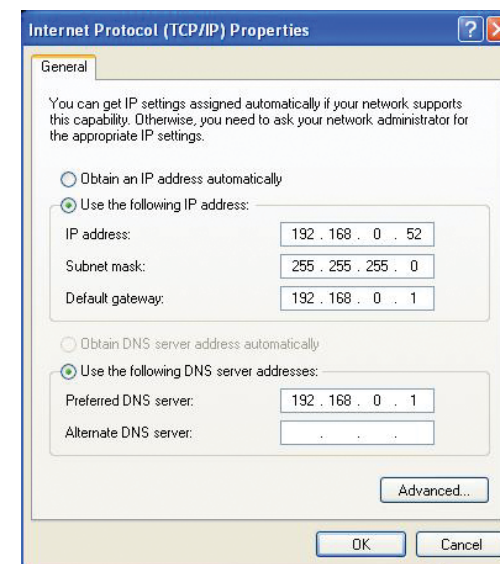 Internet Protocol (TCP/IP) Properties
?
General
You can get IP settings assigned automatically if your network supports
this capability. Otherwise, you need to ask your network administrator for
the appropriate IP settings.
Obtain an IP address automatically
Use the following IP address:
IP address: 192 . 168 . 0 . 52
Subnet mask: 255 . 255 . 255 . 0
Default gateway: 192 . 168 . 0 . 1
Obtain DNS server address automatically
Use the following DNS server addresses:
Preferred DNS server: 192 . 168 . 0 . 1
Alternate DNS server: . . .
Advanced...
OK Cancel